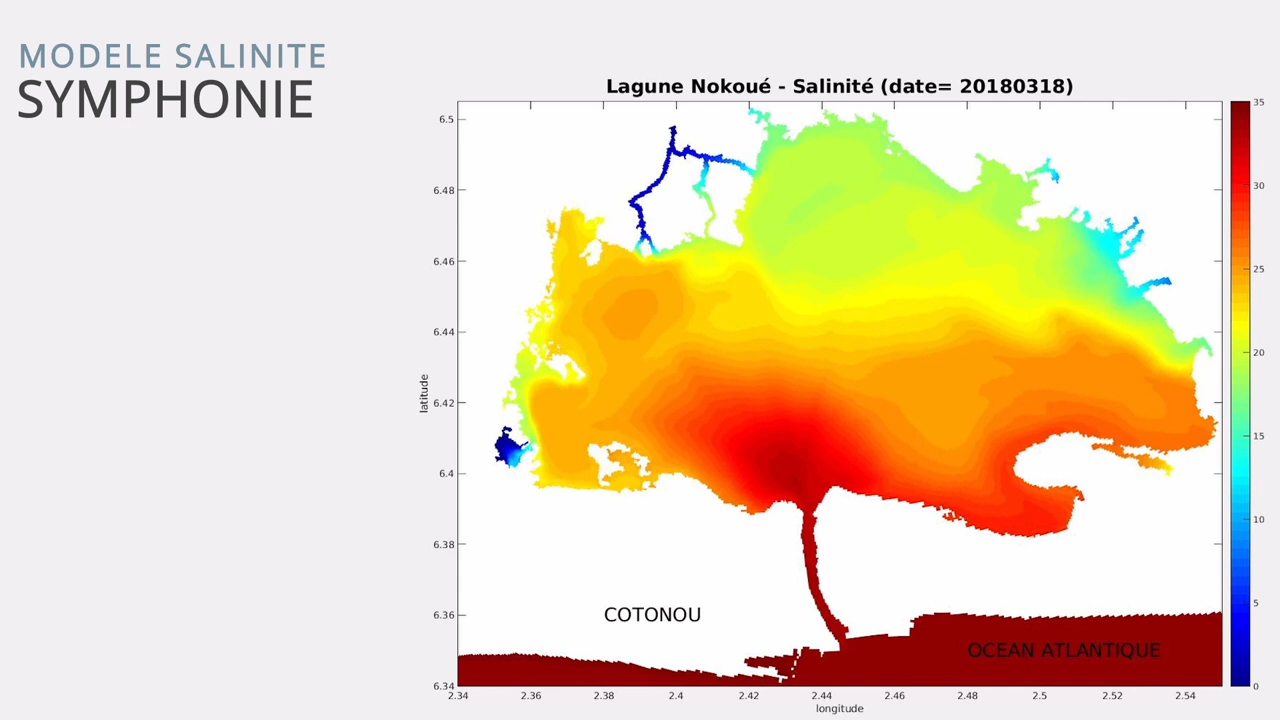 MODELE SALINITE
SYMPHONIE
Lagune Nokoué - Salinité (date= 20180318)
6.5
6.48
6.46
6.44
6.42
6.4
6.38
6.36
6.34
latitude
COTONOU
OCEAN ATLANTIQUE
2.34 2.36 2.38 2.4 2.42 2.44 2.46 2.48 2.5 2.52 2.54
longitude
35
30
25
20
15
10
5
0